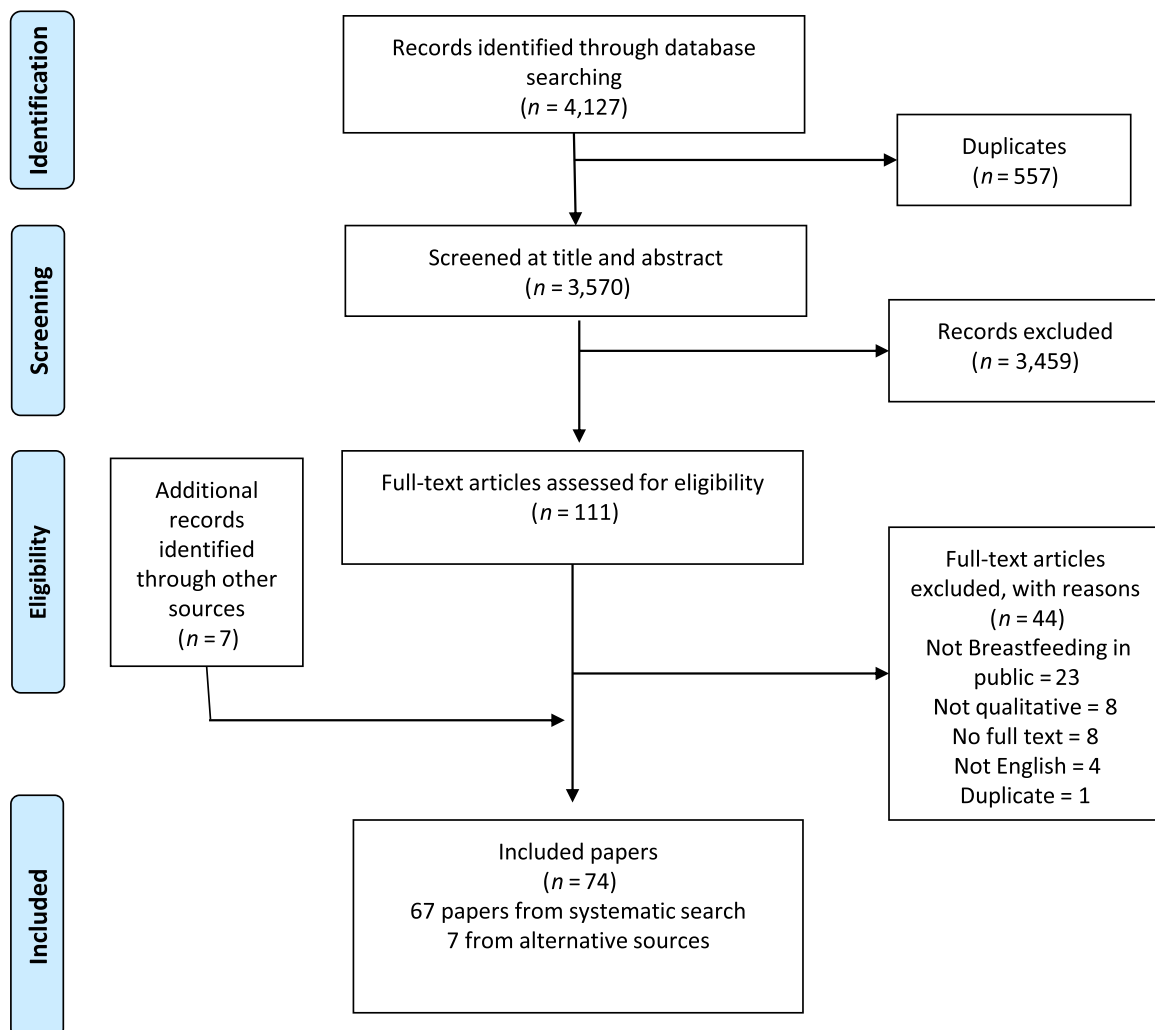 Identification
Records identified through database
searching
(n = 4,127)
Duplicates
(n = 557)
Screening
Screened at title and abstract
(n = 3,570)
Records excluded
(n = 3,459)
Eligibility
Additional
records
identified
through other
sources
(n = 7)
Full-text articles assessed for eligibility
(n = 111)
Full-text articles
excluded, with reasons
(n = 44)
Not Breastfeeding in
public = 23
Not qualitative = 8
No full text = 8
Not English = 4
Duplicate = 1
Included
Included papers
(n = 74)
67 papers from systematic search
7 from alternative sources